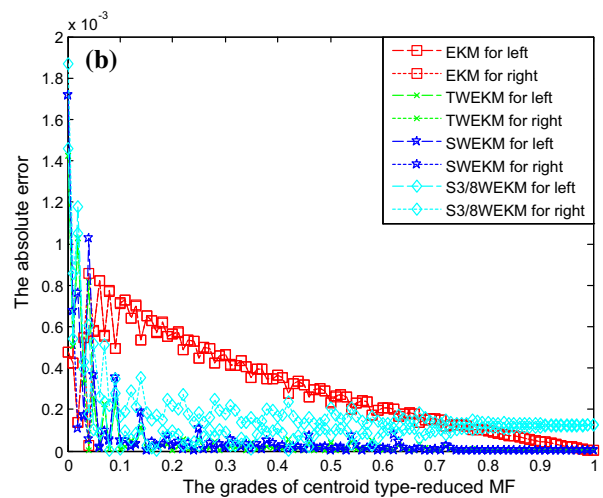 x 10⁻³
(b)
2
1.8
1.6
1.4
1.2
1
0.8
0.6
0.4
0.2
0
The absolute error
EKM for left
EKM for right
TWEKM for left
TWEKM for right
SWEKM for left
SWEKM for right
S3/8WEKM for left
S3/8WEKM for right
0 0.1 0.2 0.3 0.4 0.5 0.6 0.7 0.8 0.9 1
The grades of centroid type-reduced MF